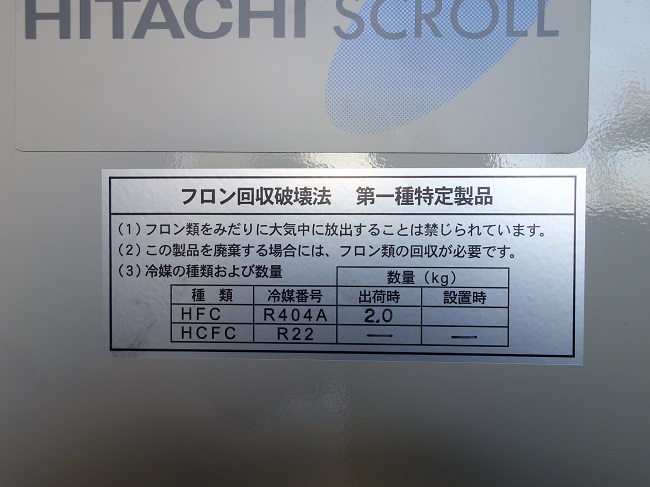 HITACHI SCROLL
フロン回収破壊法 第一種特定製品
(1) フロン類をみだりに大気中に放出することは禁じられています。
(2) この製品を廃棄する場合には、フロン類の回収が必要です。
(3) 冷媒の種類および数量
数量(kg)
種類 冷媒番号 出荷時 設置時
HFC R404A 2.0
HCFC R22 — —